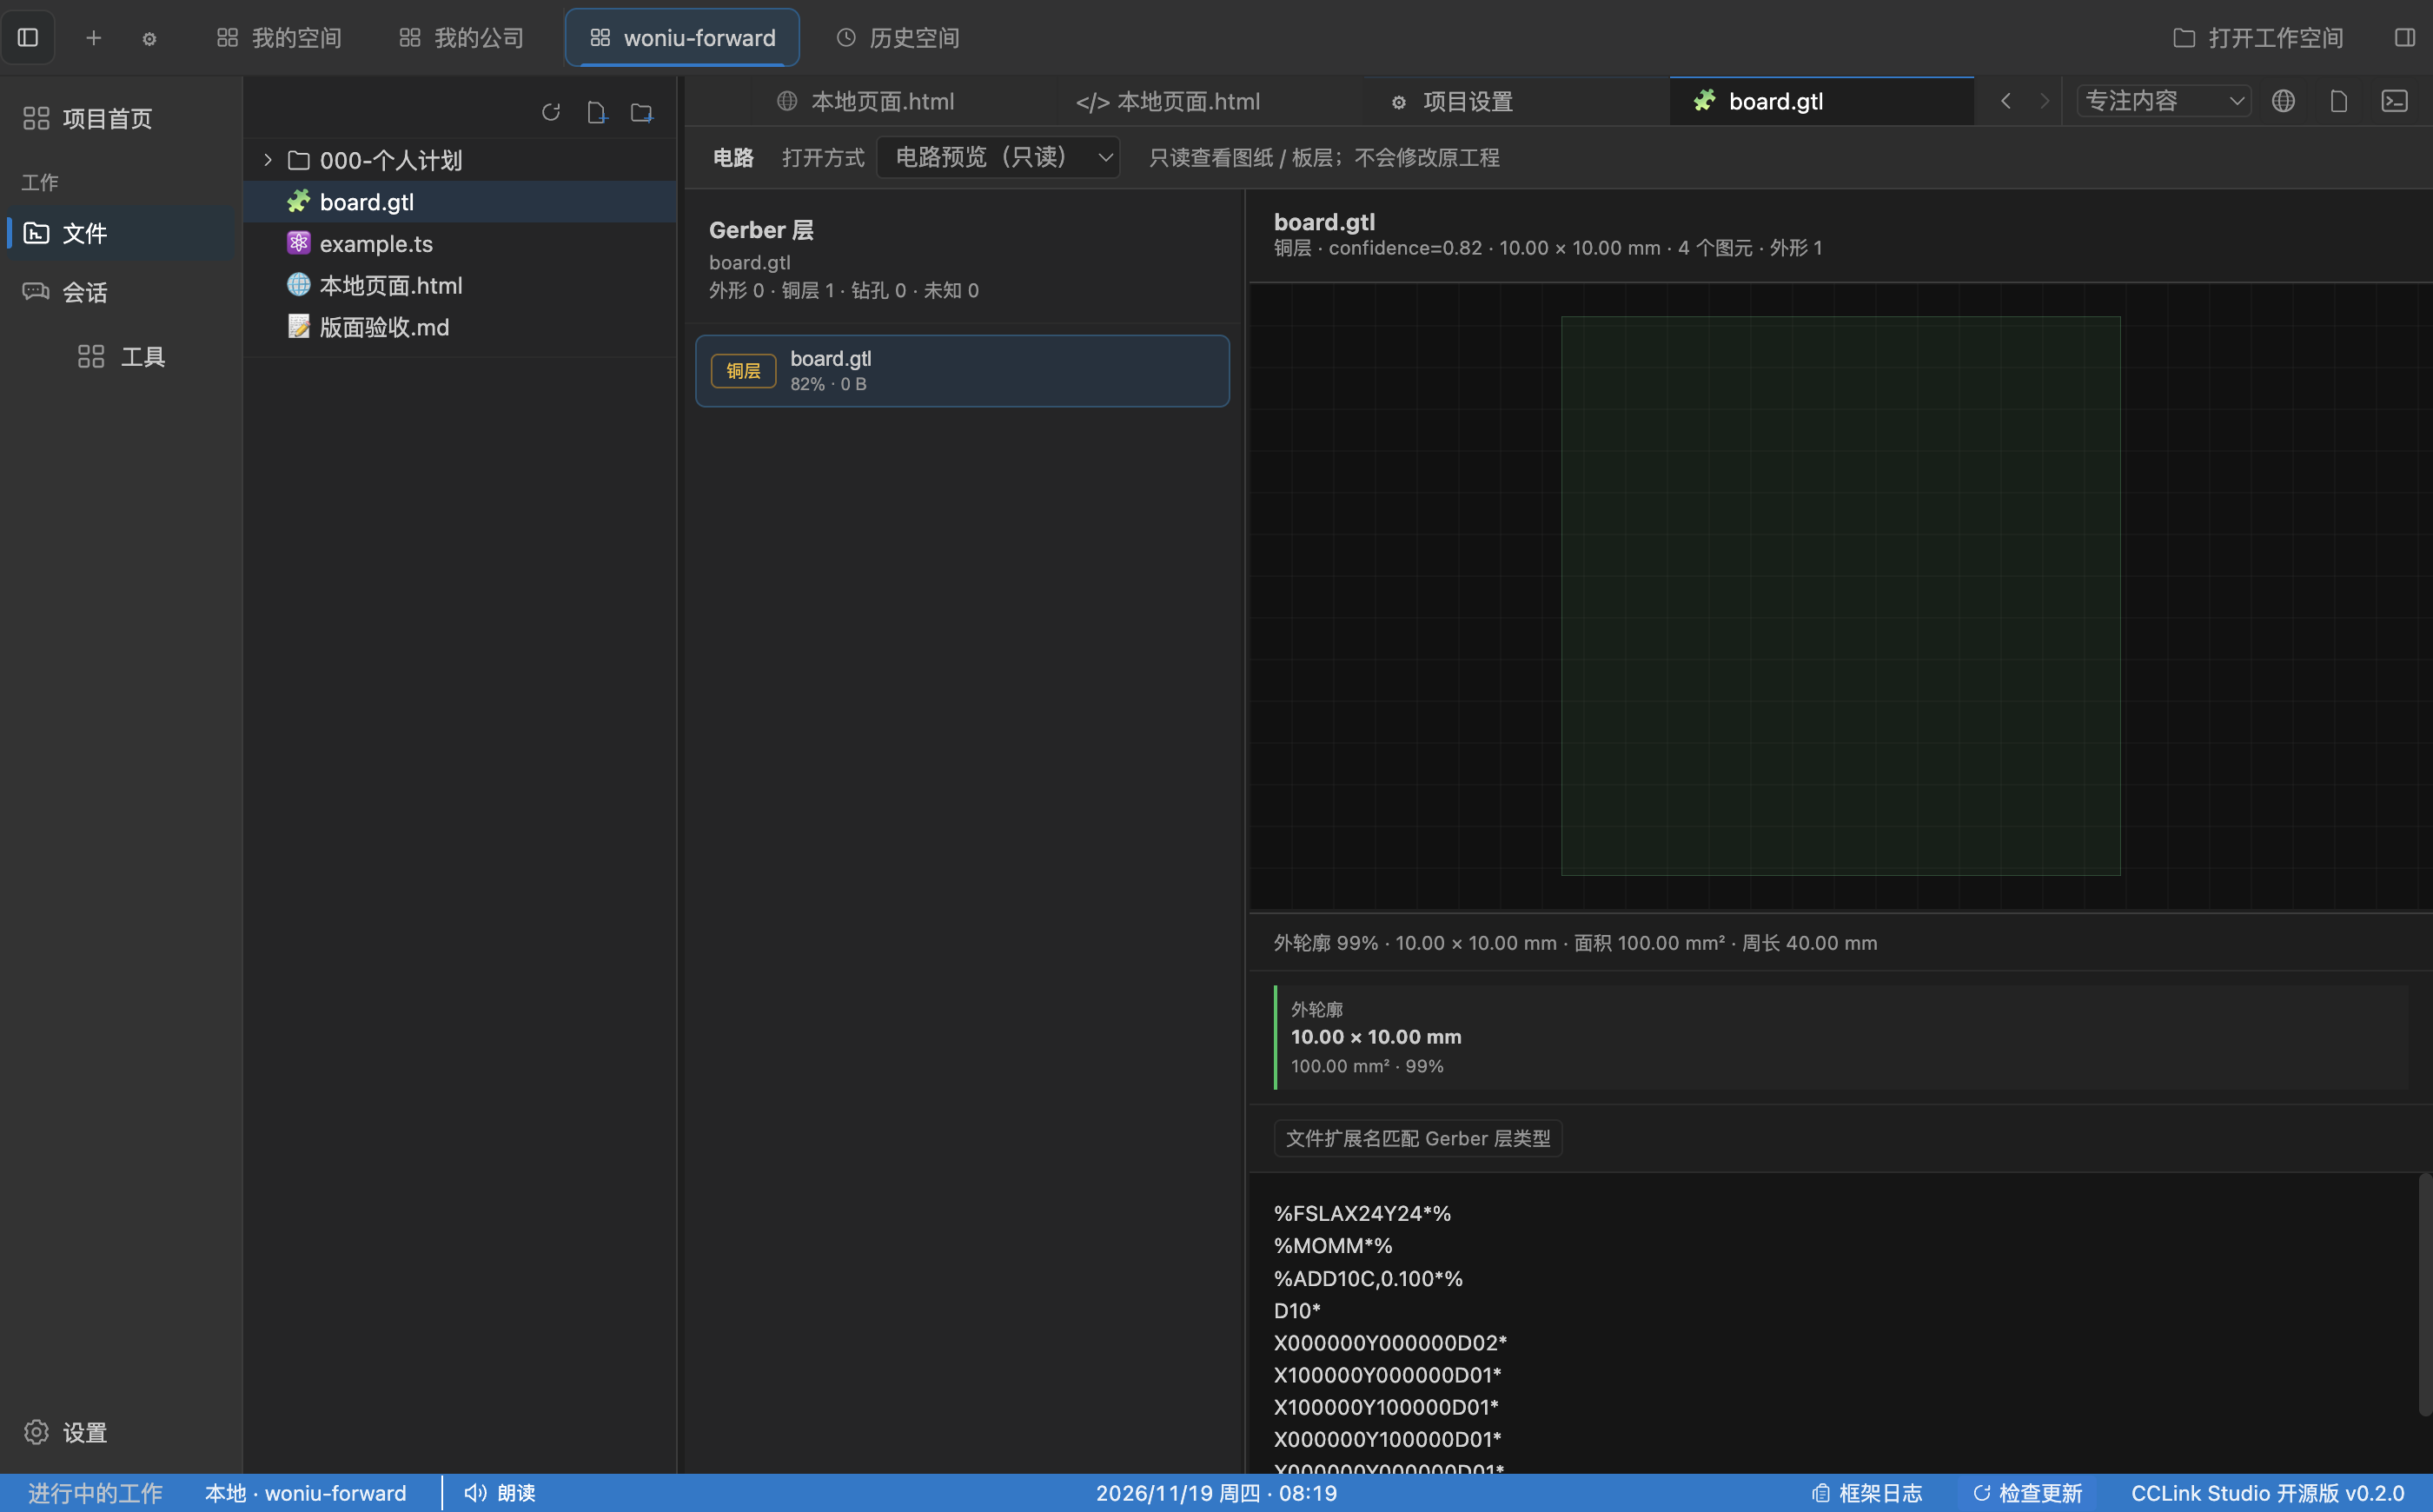 我的空间
我的公司
woniu-forward
历史空间
打开工作空间
项目首页
工作
文件
会话
工具
设置
000-个人计划
board.gtl
example.ts
本地页面.html
版面验收.md
本地页面.html
</> 本地页面.html
项目设置
board.gtl
专注内容
电路
打开方式
电路预览（只读）
只读查看图纸 / 板层；不会修改原工程
Gerber 层
board.gtl
外形 0 · 铜层 1 · 钻孔 0 · 未知 0
铜层
board.gtl
82% · 0 B
board.gtl
铜层 · confidence=0.82 · 10.00 × 10.00 mm · 4 个图元 · 外形 1
外轮廓 99% · 10.00 × 10.00 mm · 面积 100.00 mm² · 周长 40.00 mm
外轮廓
10.00 × 10.00 mm
100.00 mm² · 99%
文件扩展名匹配 Gerber 层类型
%FSLAX24Y24*%
%MOMM*%
%ADD10C,0.100*%
D10*
X000000Y000000D02*
X100000Y000000D01*
X100000Y100000D01*
X000000Y100000D01*
X000000Y000000D01*
进行中的工作
本地 · woniu-forward
朗读
2026/11/19 周四 · 08:19
框架日志
检查更新
CCLink Studio 开源版 v0.2.0